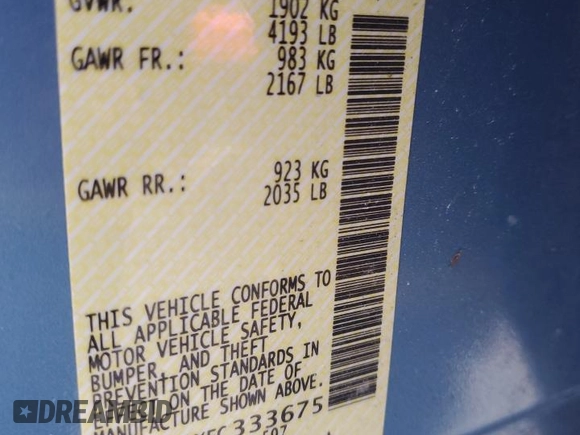 GVWR: 1902 KG
4193 LB
GAWR FR.: 983 KG
2167 LB
GAWR RR.: 923 KG
2035 LB
THIS VEHICLE CONFORMS TO
ALL APPLICABLE FEDERAL
MOTOR VEHICLE SAFETY,
BUMPER, AND THEFT
PREVENTION STANDARDS IN
ON THE DATE OF
MANUFACTURE SHOWN ABOVE.
333675
DREAMBID